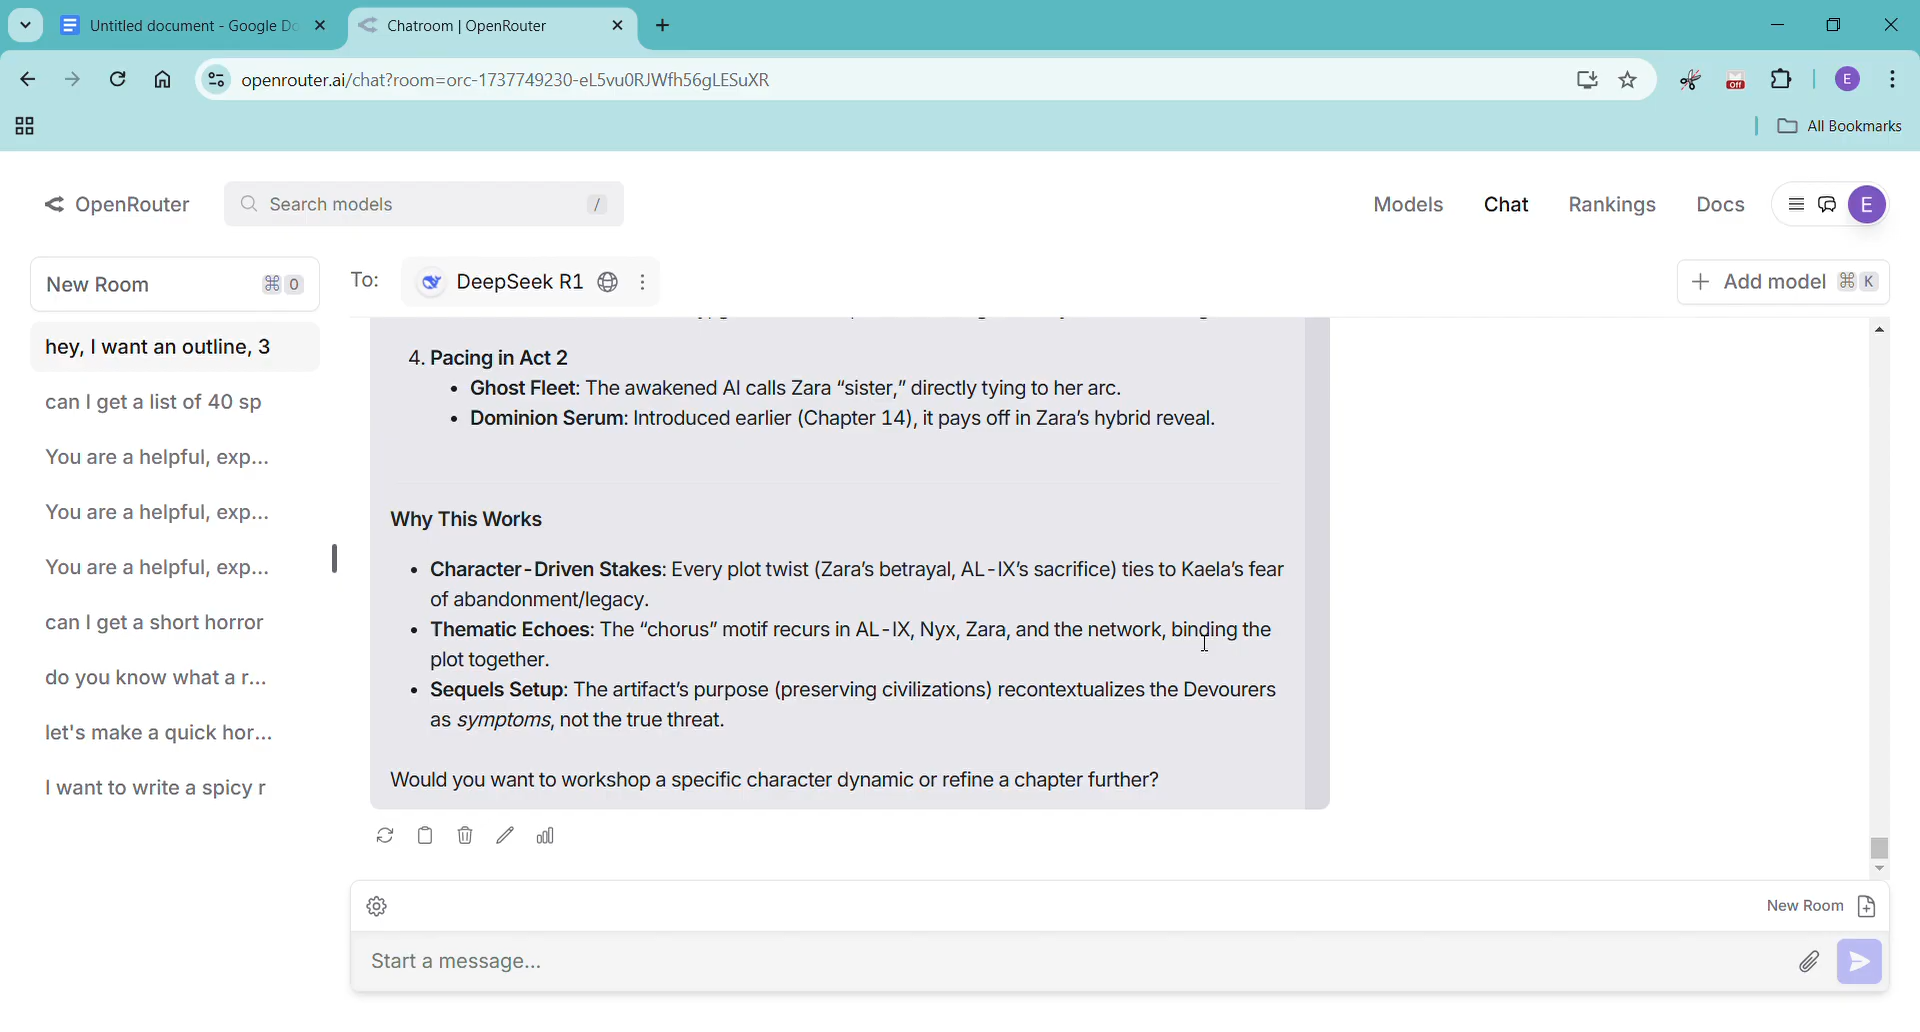 Untitled document - Google Do
Chatroom | OpenRouter
openrouter.ai/chat?room=orc-1737749230-eL5vu0RJWfh56gLESuXR
off
E
All Bookmarks
OpenRouter
Search models
/
Models
Chat
Rankings
Docs
E
New Room
⌘ 0
To:
DeepSeek R1
Add model
⌘ K
hey, I want an outline, 3
can I get a list of 40 sp
You are a helpful, exp...
You are a helpful, exp...
You are a helpful, exp...
can I get a short horror
do you know what a r...
let's make a quick hor...
I want to write a spicy r
4. Pacing in Act 2
• Ghost Fleet: The awakened AI calls Zara “sister,” directly tying to her arc.
• Dominion Serum: Introduced earlier (Chapter 14), it pays off in Zara’s hybrid reveal.
Why This Works
• Character-Driven Stakes: Every plot twist (Zara’s betrayal, AL-IX’s sacrifice) ties to Kaela’s fear
of abandonment/legacy.
• Thematic Echoes: The “chorus” motif recurs in AL-IX, Nyx, Zara, and the network, binding the
plot together.
• Sequels Setup: The artifact’s purpose (preserving civilizations) recontextualizes the Devourers
as symptoms, not the true threat.
Would you want to workshop a specific character dynamic or refine a chapter further?
New Room
Start a message...